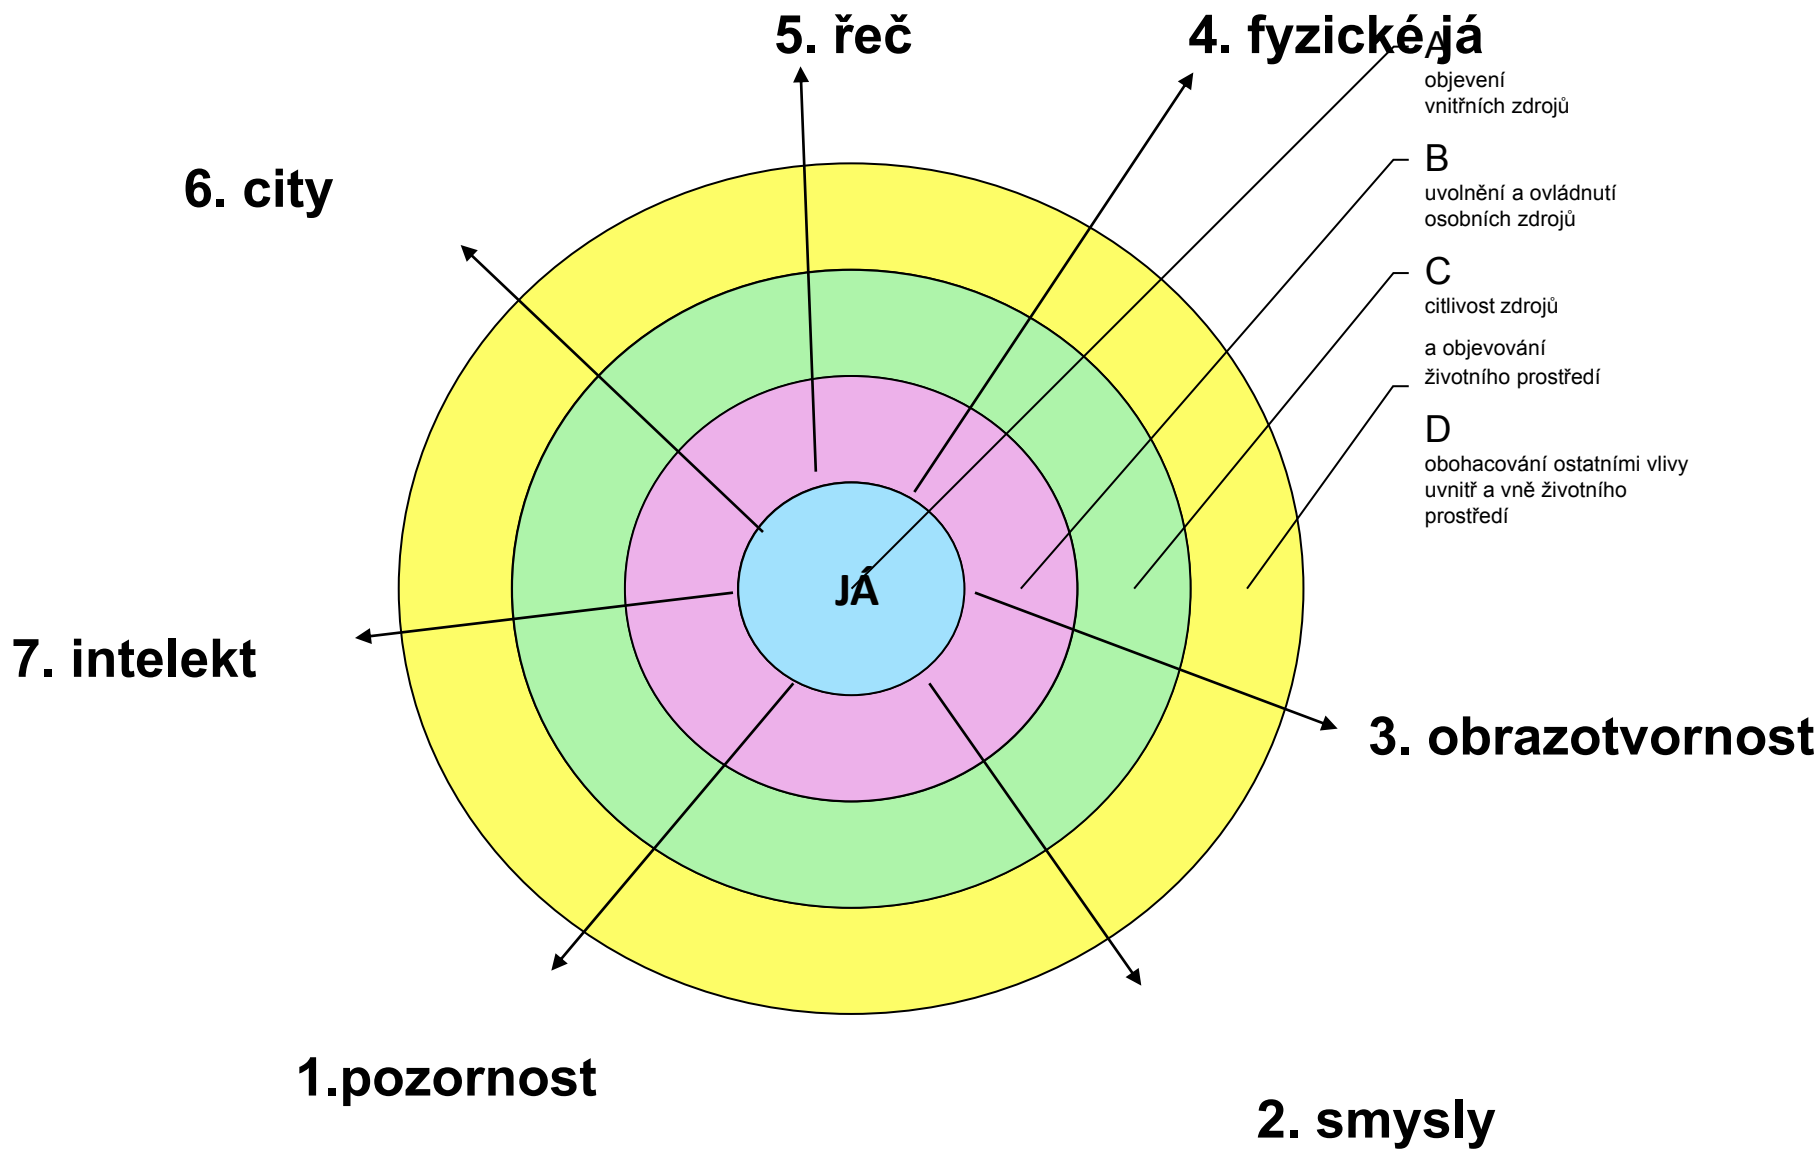 5. řeč
4. fyzické já
A
objevení
vnitřních zdrojů
B
uvolnění a ovládnutí
osobních zdrojů
6. city
C
citlivost zdrojů
a objevování
životního prostředí
D
obohacování ostatními vlivy
uvnitř a vně životního
prostředí
JÁ
7. intelekt
3. obrazotvornost
1.pozornost
2. smysly